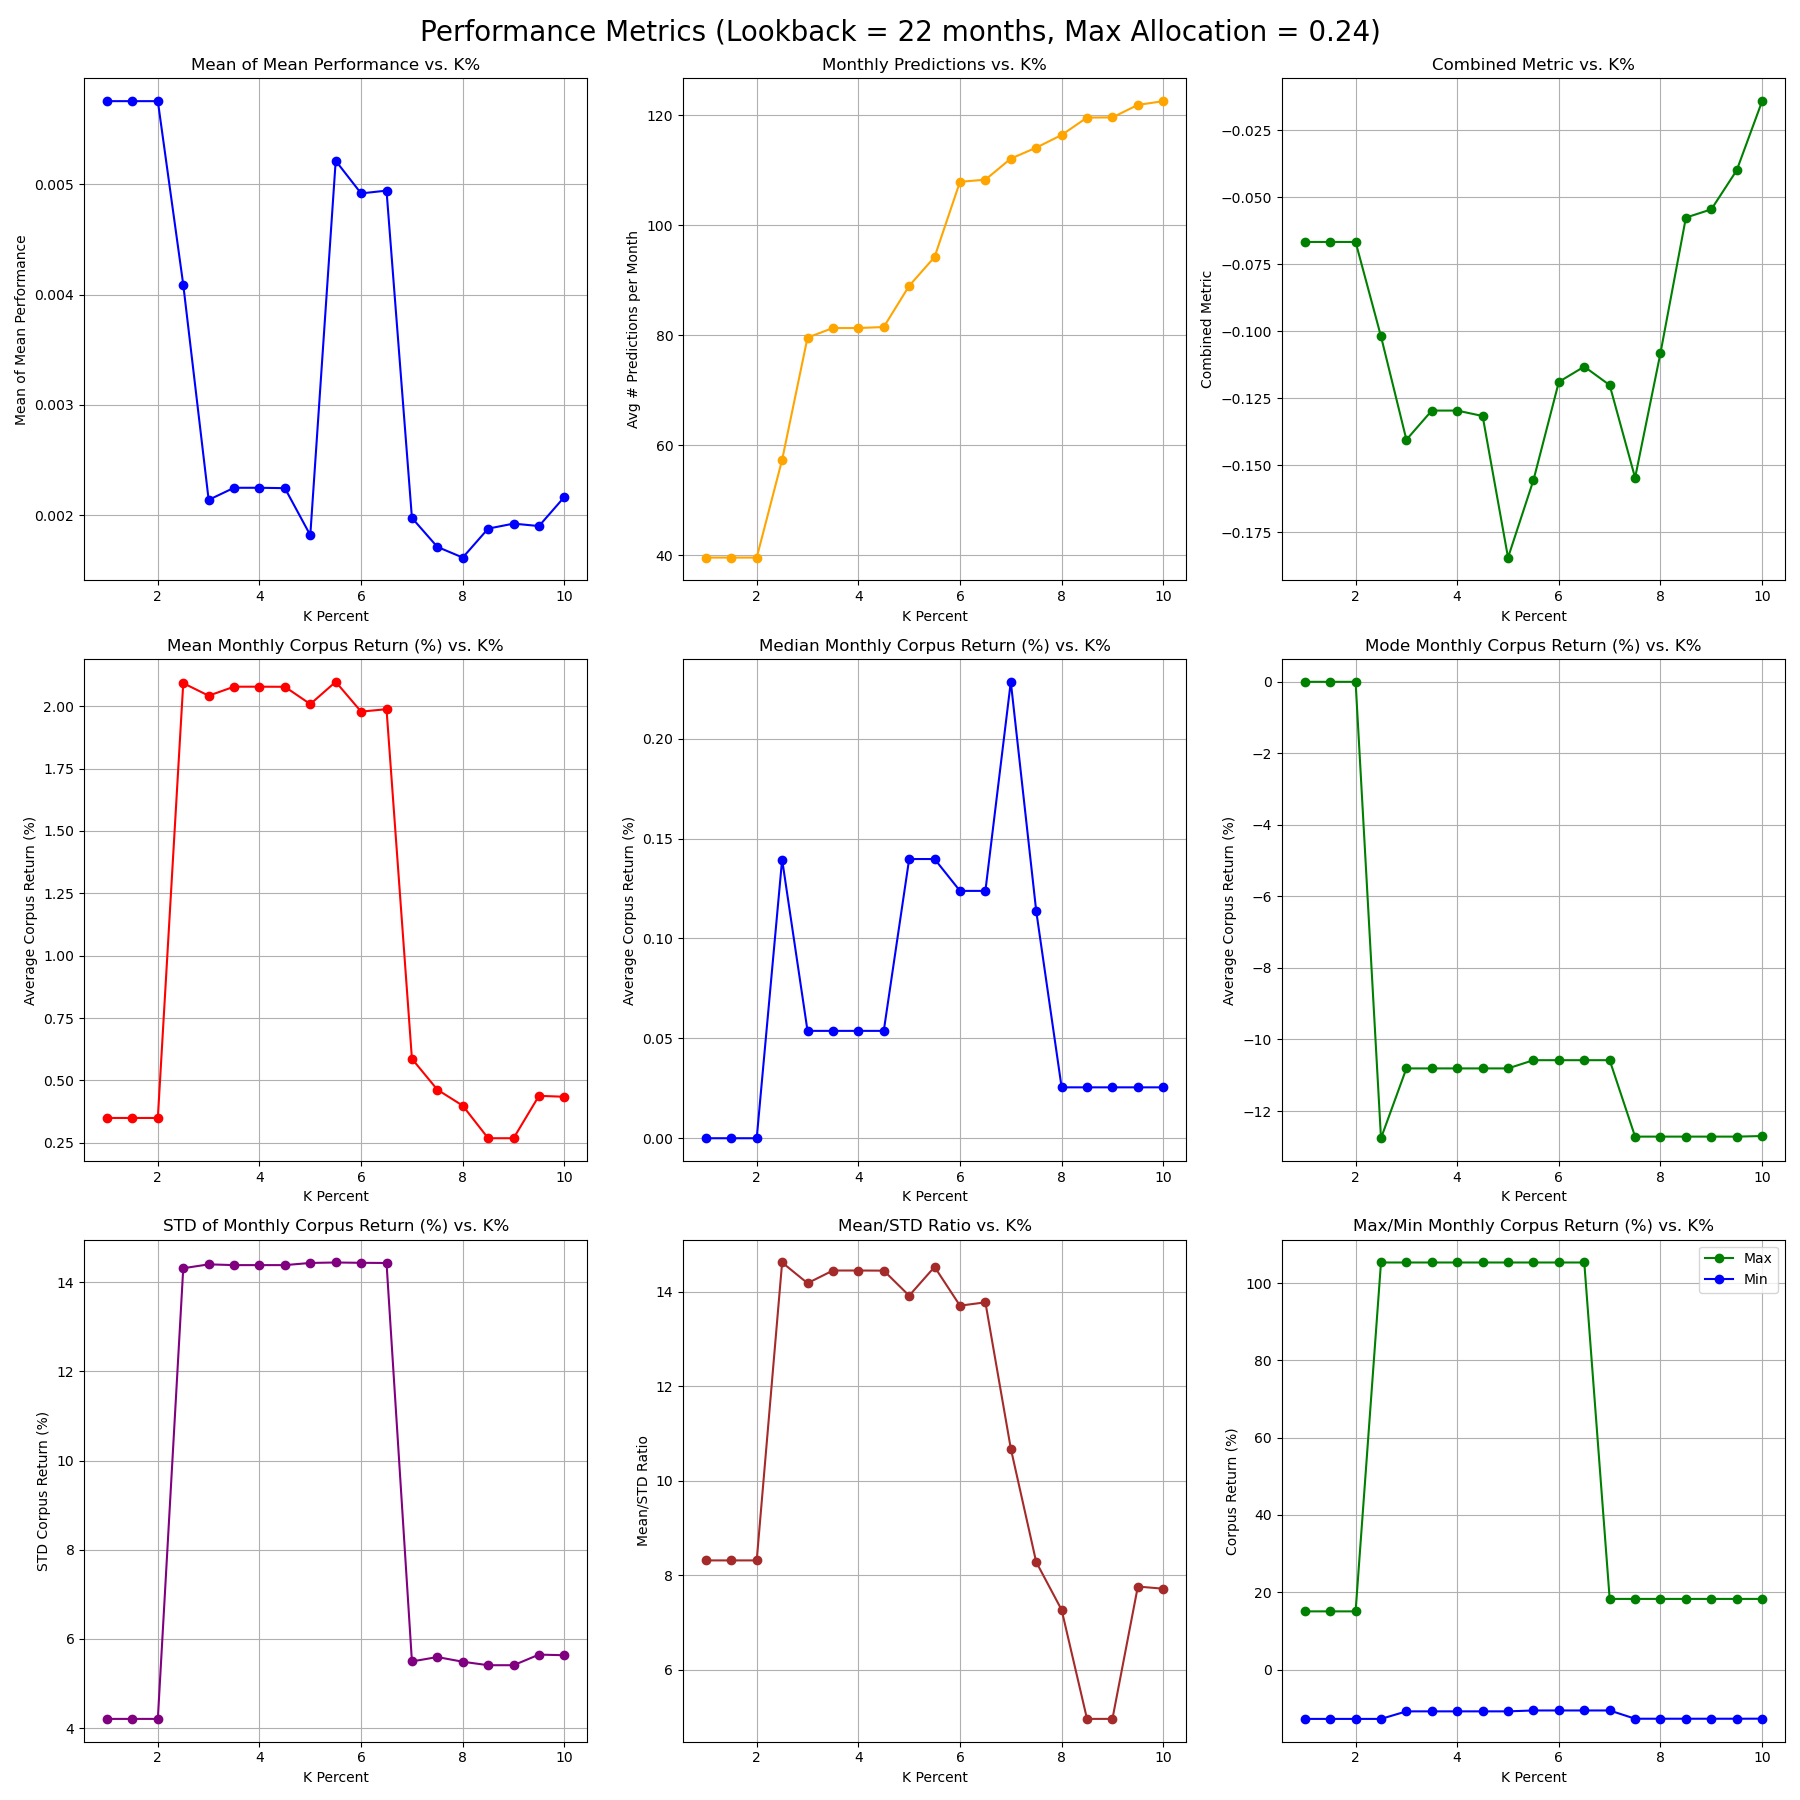 Performance Metrics (Lookback = 22 months, Max Allocation = 0.24)
Mean of Mean Performance vs. K%
Mean of Mean Performance
0.005
0.004
0.003
0.002
2 4 6 8 10
K Percent
Monthly Predictions vs. K%
Avg # Predictions per Month
120
100
80
60
40
2 4 6 8 10
K Percent
Combined Metric vs. K%
Combined Metric
−0.025
−0.050
−0.075
−0.100
−0.125
−0.150
−0.175
2 4 6 8 10
K Percent
Mean Monthly Corpus Return (%) vs. K%
Average Corpus Return (%)
2.00
1.75
1.50
1.25
1.00
0.75
0.50
0.25
2 4 6 8 10
K Percent
Median Monthly Corpus Return (%) vs. K%
Average Corpus Return (%)
0.20
0.15
0.10
0.05
0.00
2 4 6 8 10
K Percent
Mode Monthly Corpus Return (%) vs. K%
Average Corpus Return (%)
0
−2
−4
−6
−8
−10
−12
2 4 6 8 10
K Percent
STD of Monthly Corpus Return (%) vs. K%
STD Corpus Return (%)
14
12
10
8
6
4
2 4 6 8 10
K Percent
Mean/STD Ratio vs. K%
Mean/STD Ratio
14
12
10
8
6
2 4 6 8 10
K Percent
Max/Min Monthly Corpus Return (%) vs. K%
Corpus Return (%)
Max
Min
100
80
60
40
20
0
2 4 6 8 10
K Percent